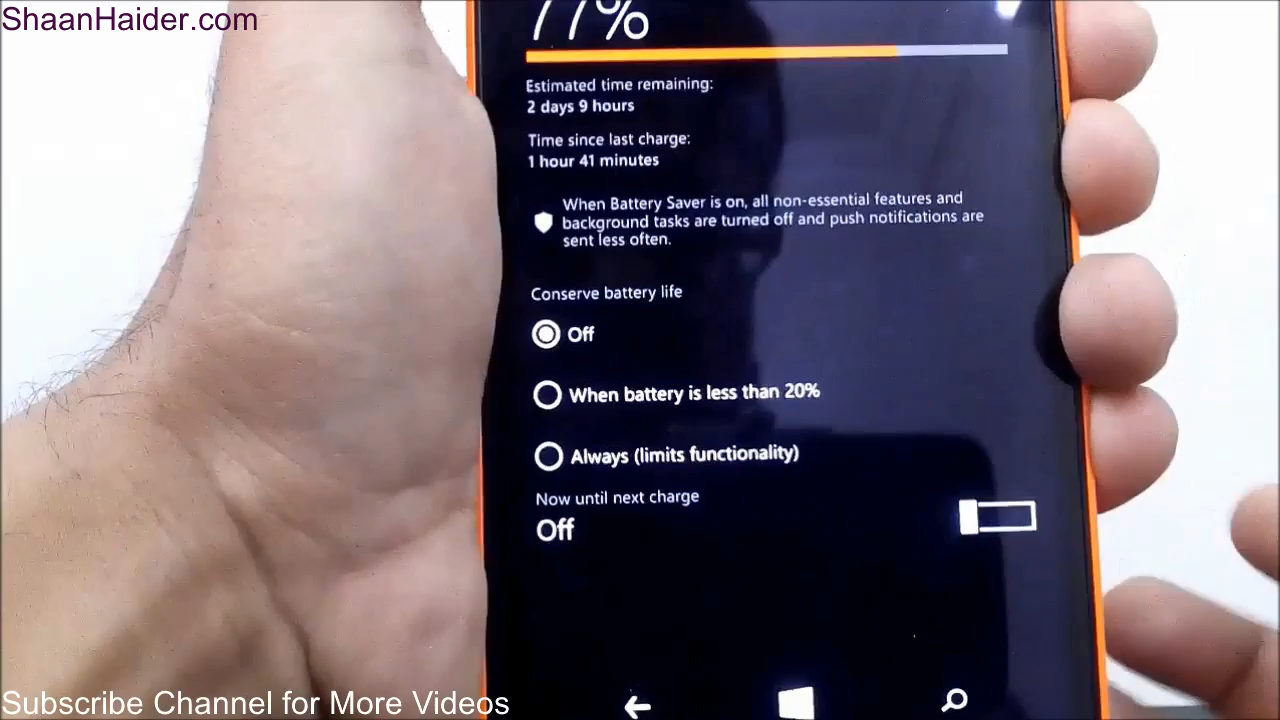 ShaanHaider.com
77%
Estimated time remaining:
2 days 9 hours
Time since last charge:
1 hour 41 minutes
When Battery Saver is on, all non-essential features and
background tasks are turned off and push notifications are
sent less often.
Conserve battery life
Off
When battery is less than 20%
Always (limits functionality)
Now until next charge
Off
Subscribe Channel for More Videos